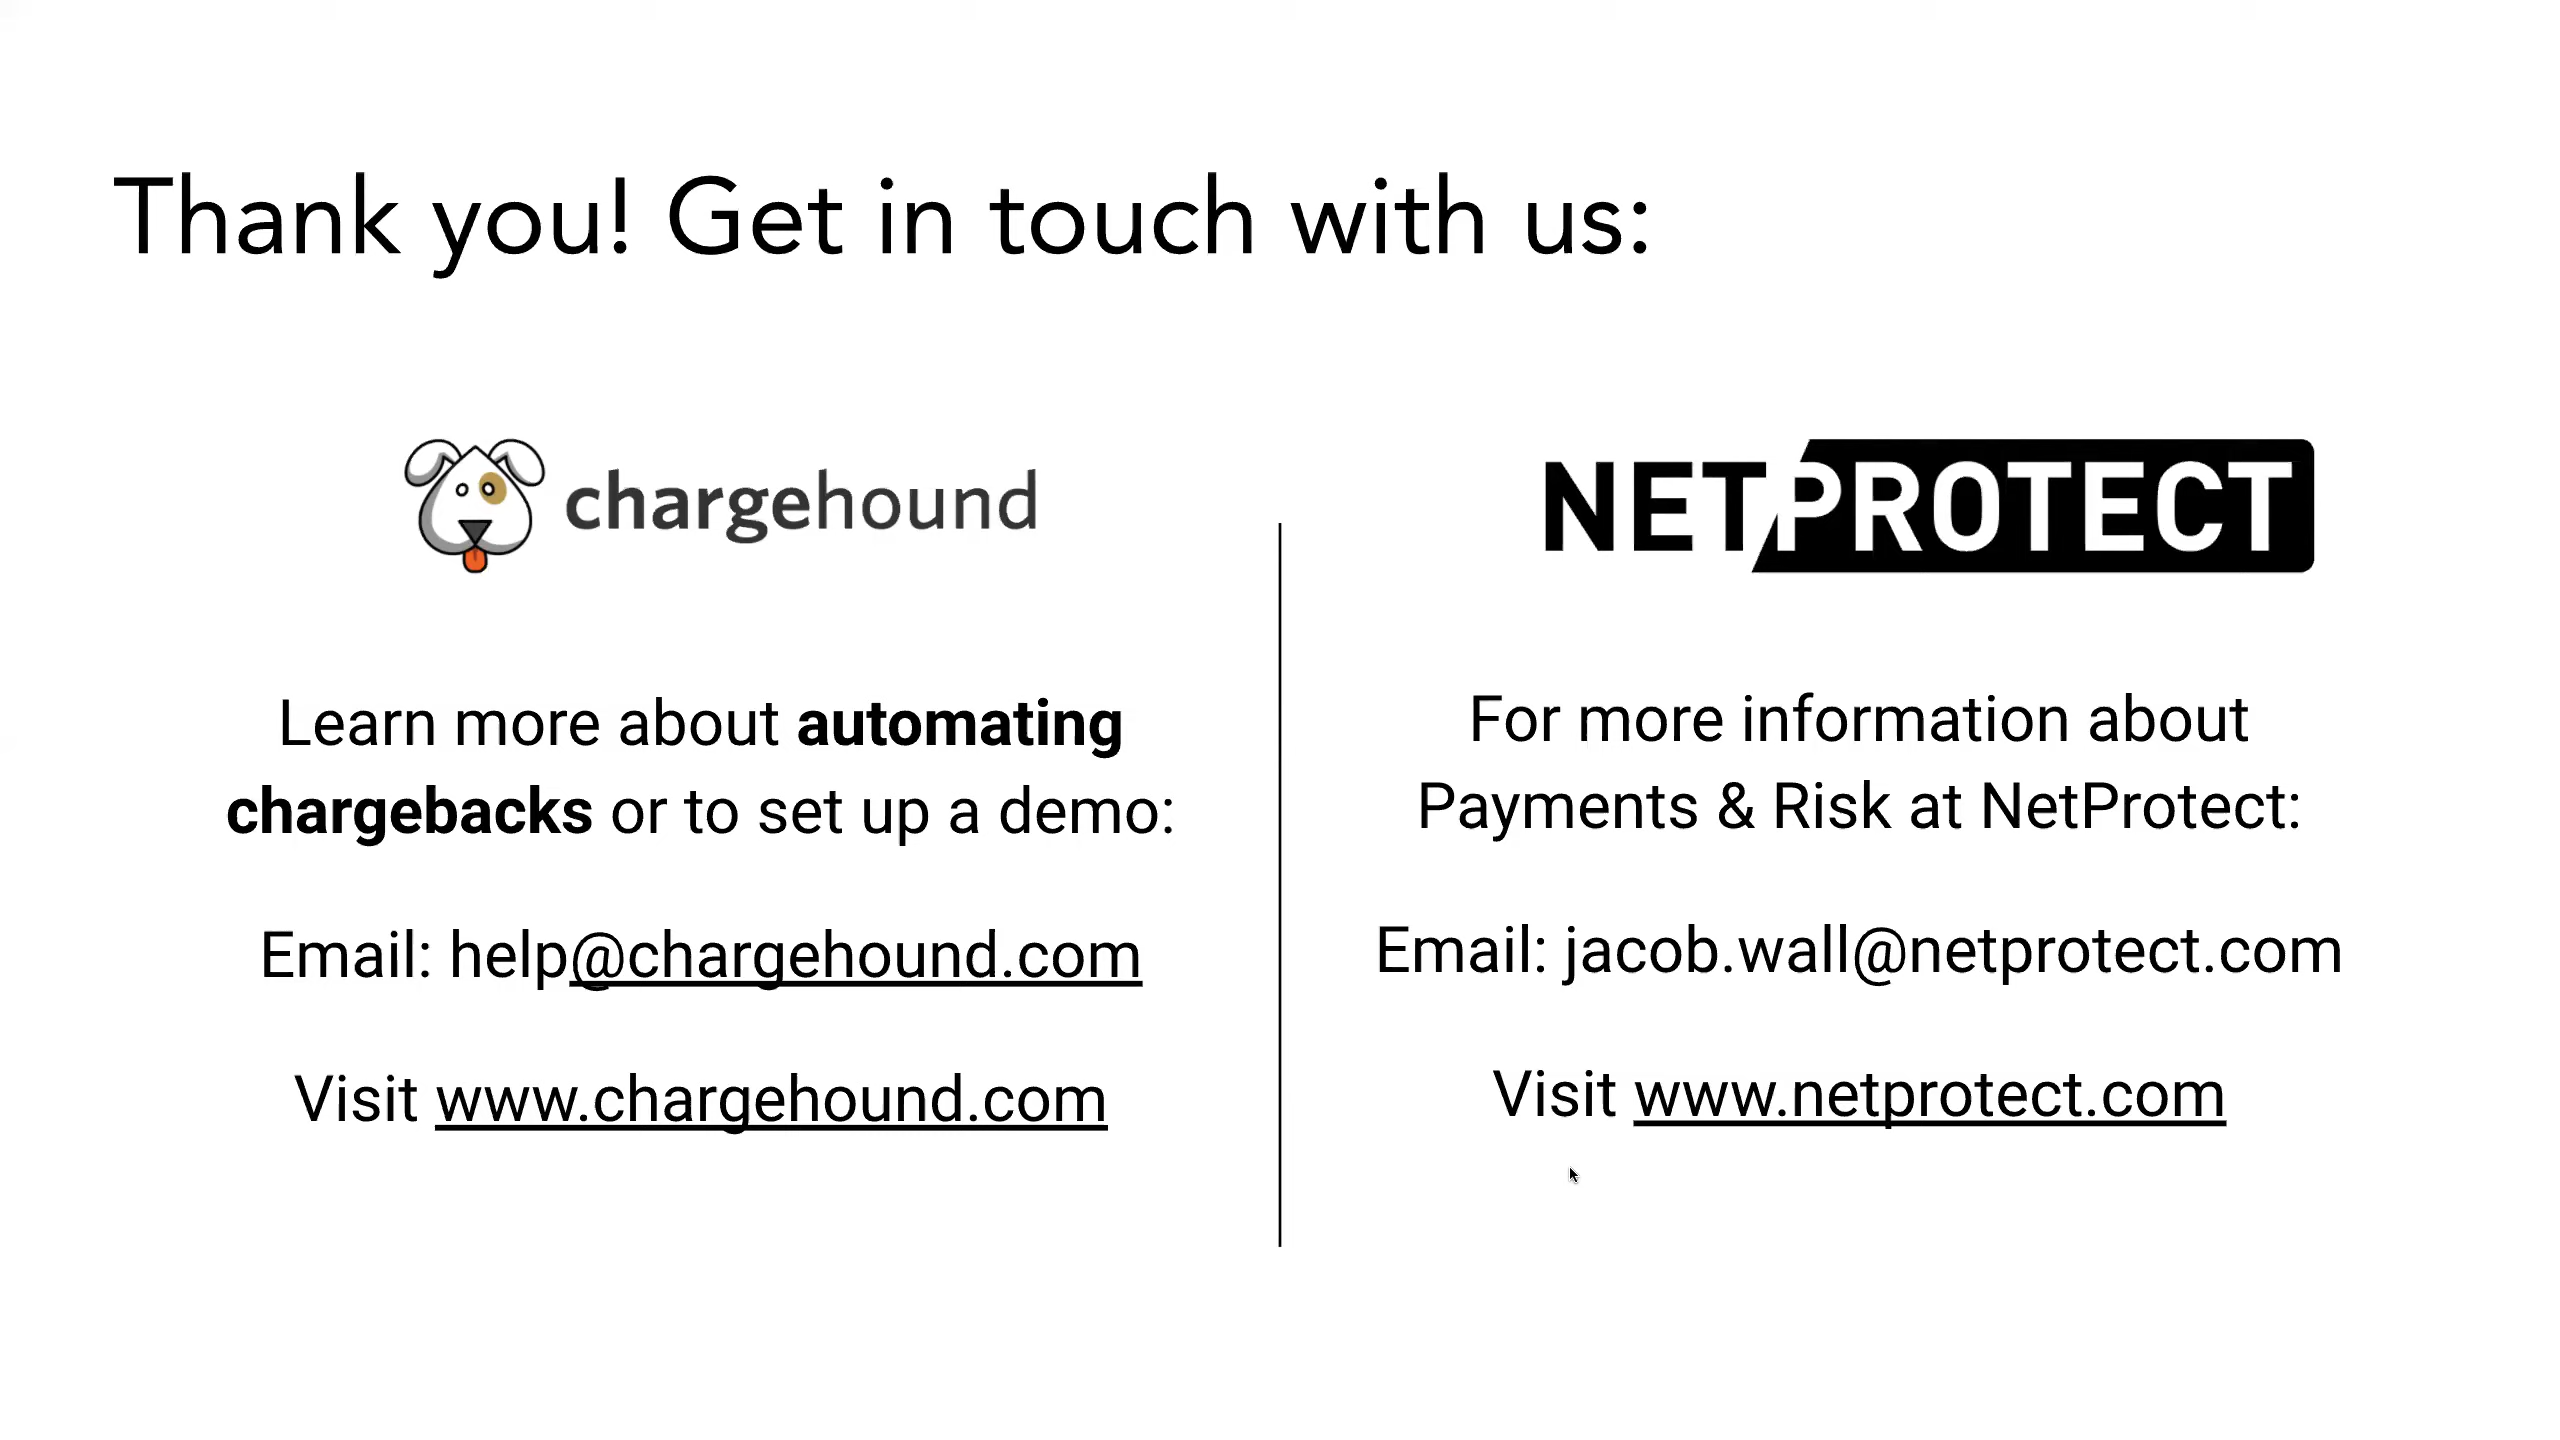 Thank you! Get in touch with us:
chargehound
Learn more about automating
chargebacks or to set up a demo:
Email: help@chargehound.com
Visit www.chargehound.com
NETPROTECT
For more information about
Payments & Risk at NetProtect:
Email: jacob.wall@netprotect.com
Visit www.netprotect.com